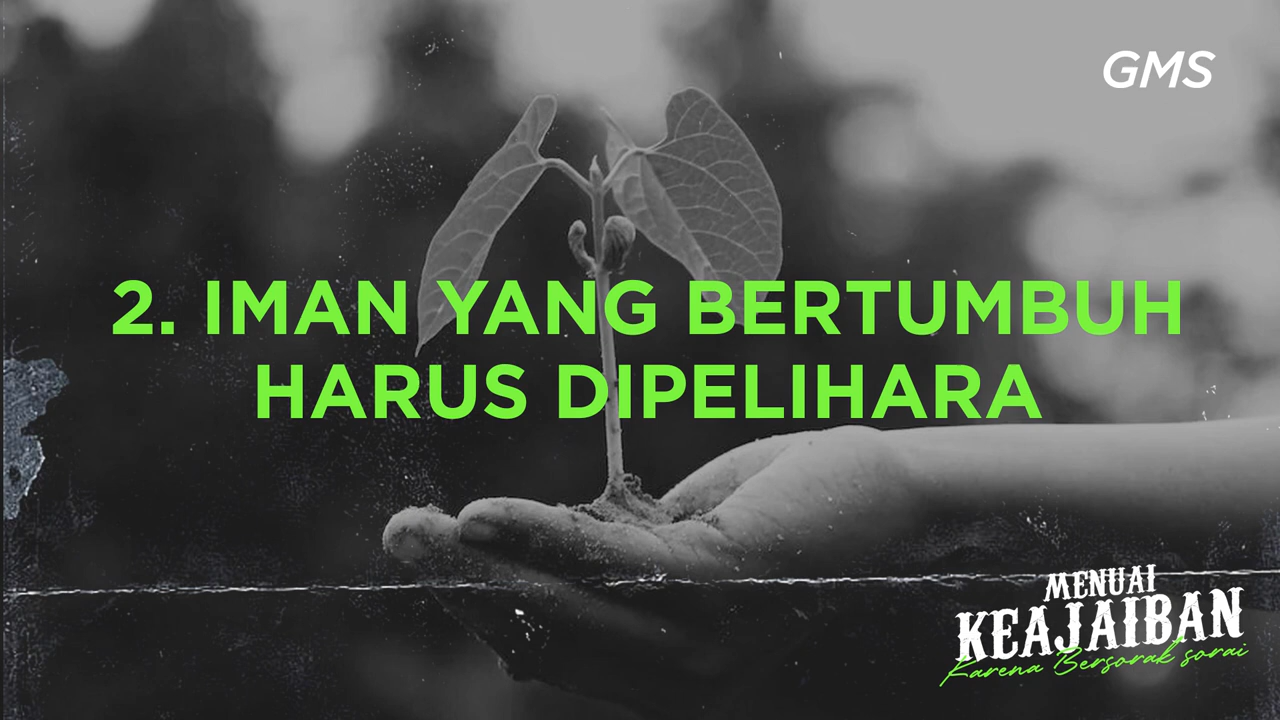 GMS
2. IMAN YANG BERTUMBUH
HARUS DIPELIHARA
MENUAI
KEAJAIBAN
Karena Bersorak sorai